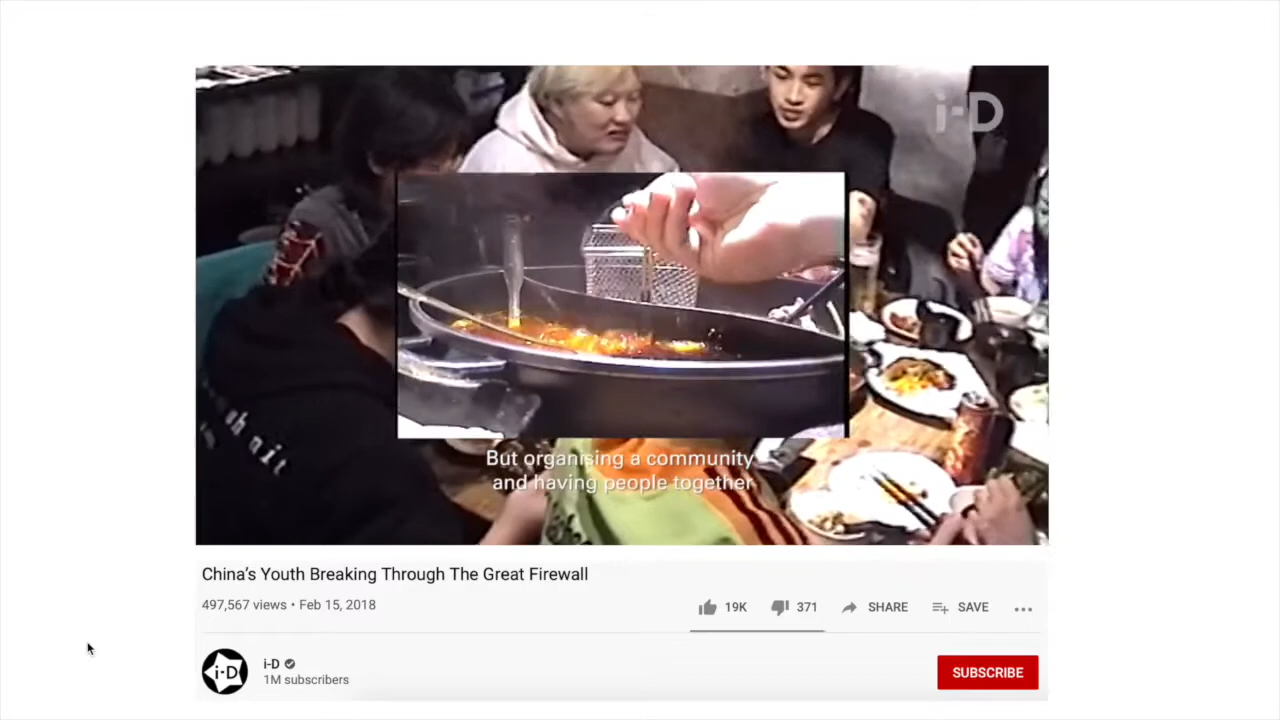 i-D
But organising a community
and having people together
China's Youth Breaking Through The Great Firewall
497,567 views • Feb 15, 2018
19K 371 SHARE SAVE
i-D
i-D
1M subscribers
SUBSCRIBE